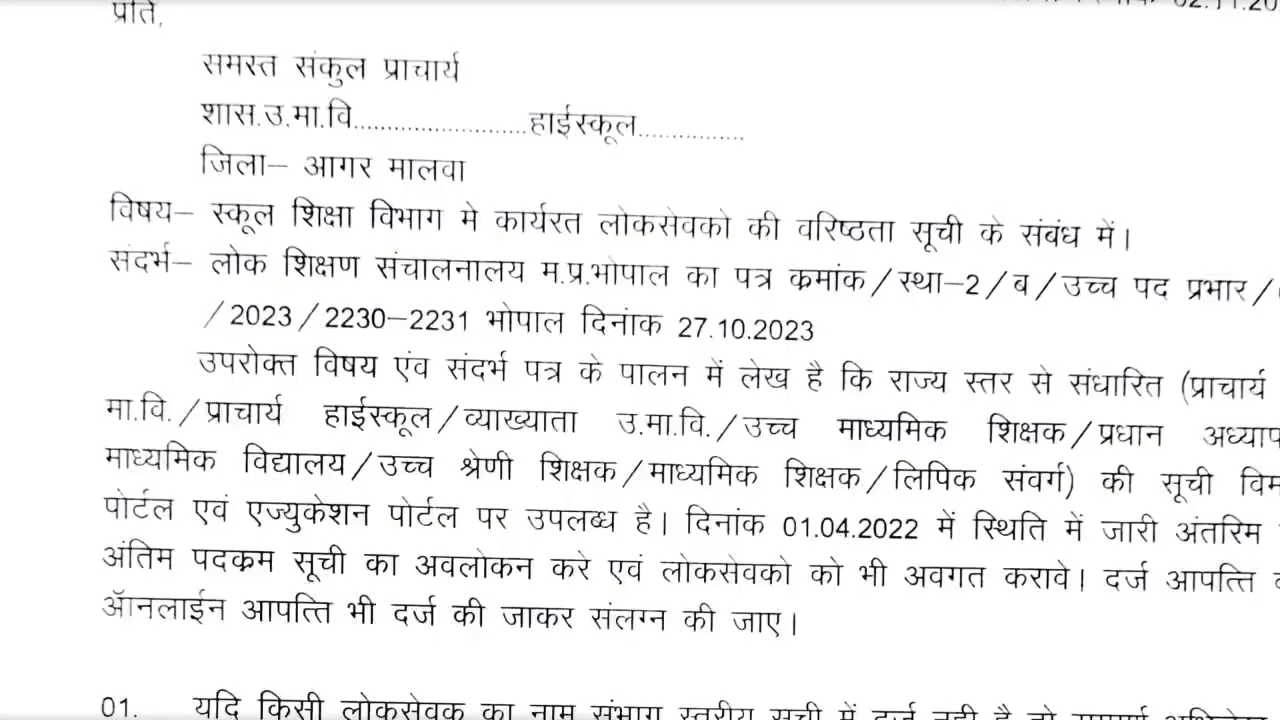 प्रति,
समस्त संकुल प्राचार्य
शास.उ.मा.वि........................हाईस्कूल...............
जिला– आगर मालवा
विषय– स्कूल शिक्षा विभाग मे कार्यरत लोकसेवको की वरिष्ठता सूची के संबंध में।
संदर्भ– लोक शिक्षण संचालनालय म.प्र.भोपाल का पत्र कमांक/स्था–2/ब/उच्च पद प्रभार/
/2023/2230–2231 भोपाल दिनांक 27.10.2023
उपरोक्त विषय एंव संदर्भ पत्र के पालन में लेख है कि राज्य स्तर से संधारित (प्राचार्य
मा.वि./प्राचार्य हाईस्कूल/व्याख्याता उ.मा.वि./उच्च माध्यमिक शिक्षक/प्रधान
माध्यमिक विद्यालय/उच्च श्रेणी शिक्षक/माध्यमिक शिक्षक/लिपिक संवर्ग) की सूची
पोर्टल एवं एज्युकेशन पोर्टल पर उपलब्ध है। दिनांक 01.04.2022 में स्थिति में जारी अंतरिम
अंतिम पदकम सूची का अवलोकन करे एवं लोकसेवको को भी अवगत करावे। दर्ज आपत्ति
ऑनलाईन आपत्ति भी दर्ज की जाकर संलग्न की जाए।
01. यदि किसी लोकसेवक का नाम संभाग स्तरीय सूची में दर्ज नही है तो